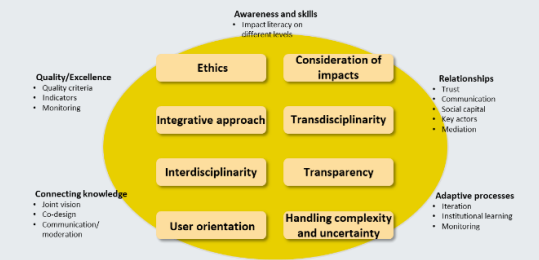 Awareness and skills
• Impact literacy on
different levels
Ethics
Consideration of
impacts
Quality/Excellence
• Quality criteria
• Indicators
• Monitoring
Relationships
• Trust
• Communication
• Social capital
• Key actors
• Mediation
Integrative approach
Transdisciplinarity
Interdisciplinarity
Transparency
Connecting knowledge
• Joint vision
• Co-design
• Communication/
moderation
Adaptive processes
• Iteration
• Institutional learning
• Monitoring
User orientation
Handling complexity
and uncertainty